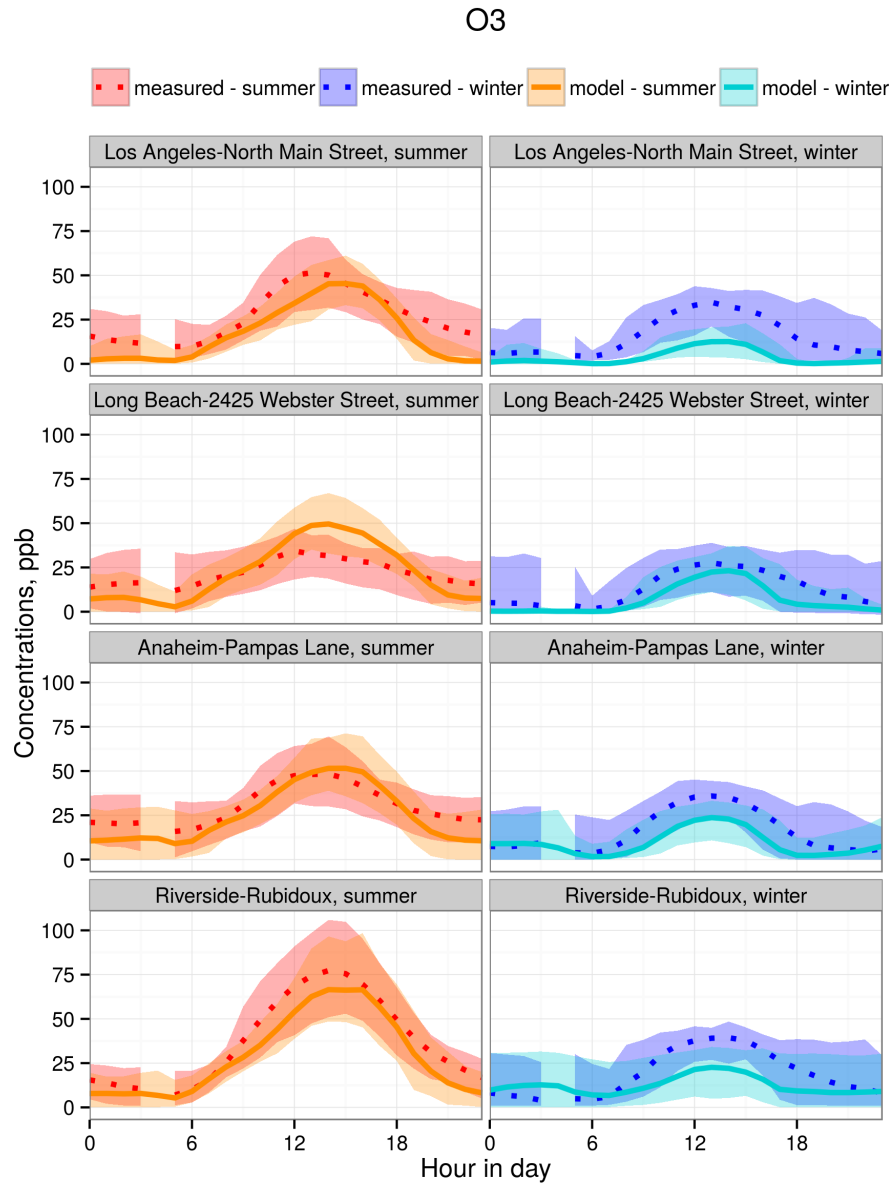 O3
measured - summer measured - winter model - summer model - winter
Los Angeles-North Main Street, summer Los Angeles-North Main Street, winter
100
75
50
25
0
Long Beach-2425 Webster Street, summer Long Beach-2425 Webster Street, winter
100
75
50
25
0
Concentrations, ppb
Anaheim-Pampas Lane, summer Anaheim-Pampas Lane, winter
100
75
50
25
0
Riverside-Rubidoux, summer Riverside-Rubidoux, winter
100
75
50
25
0
0 6 12 18 0 6 12 18
Hour in day